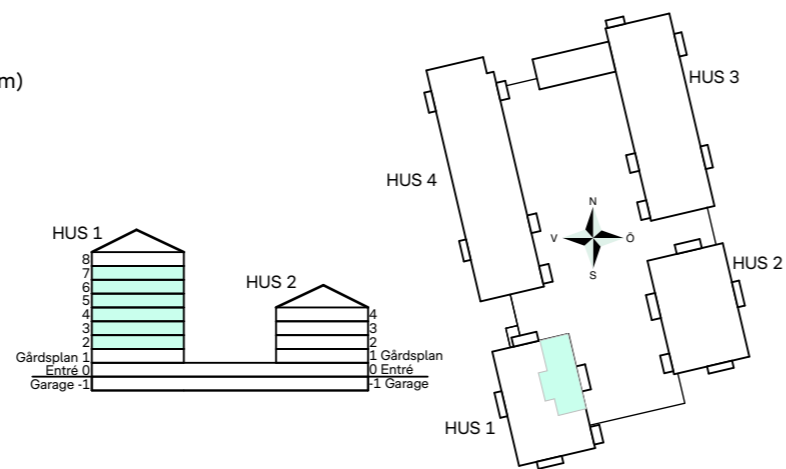 m)
HUS 1
8
7
6
5
4
3
2
Gårdsplan 1
Entré 0
Garage -1
HUS 2
4
3
2
1 Gårdsplan
0 Entré
-1 Garage
HUS 3
HUS 4
N
V Ö
S
HUS 2
HUS 1